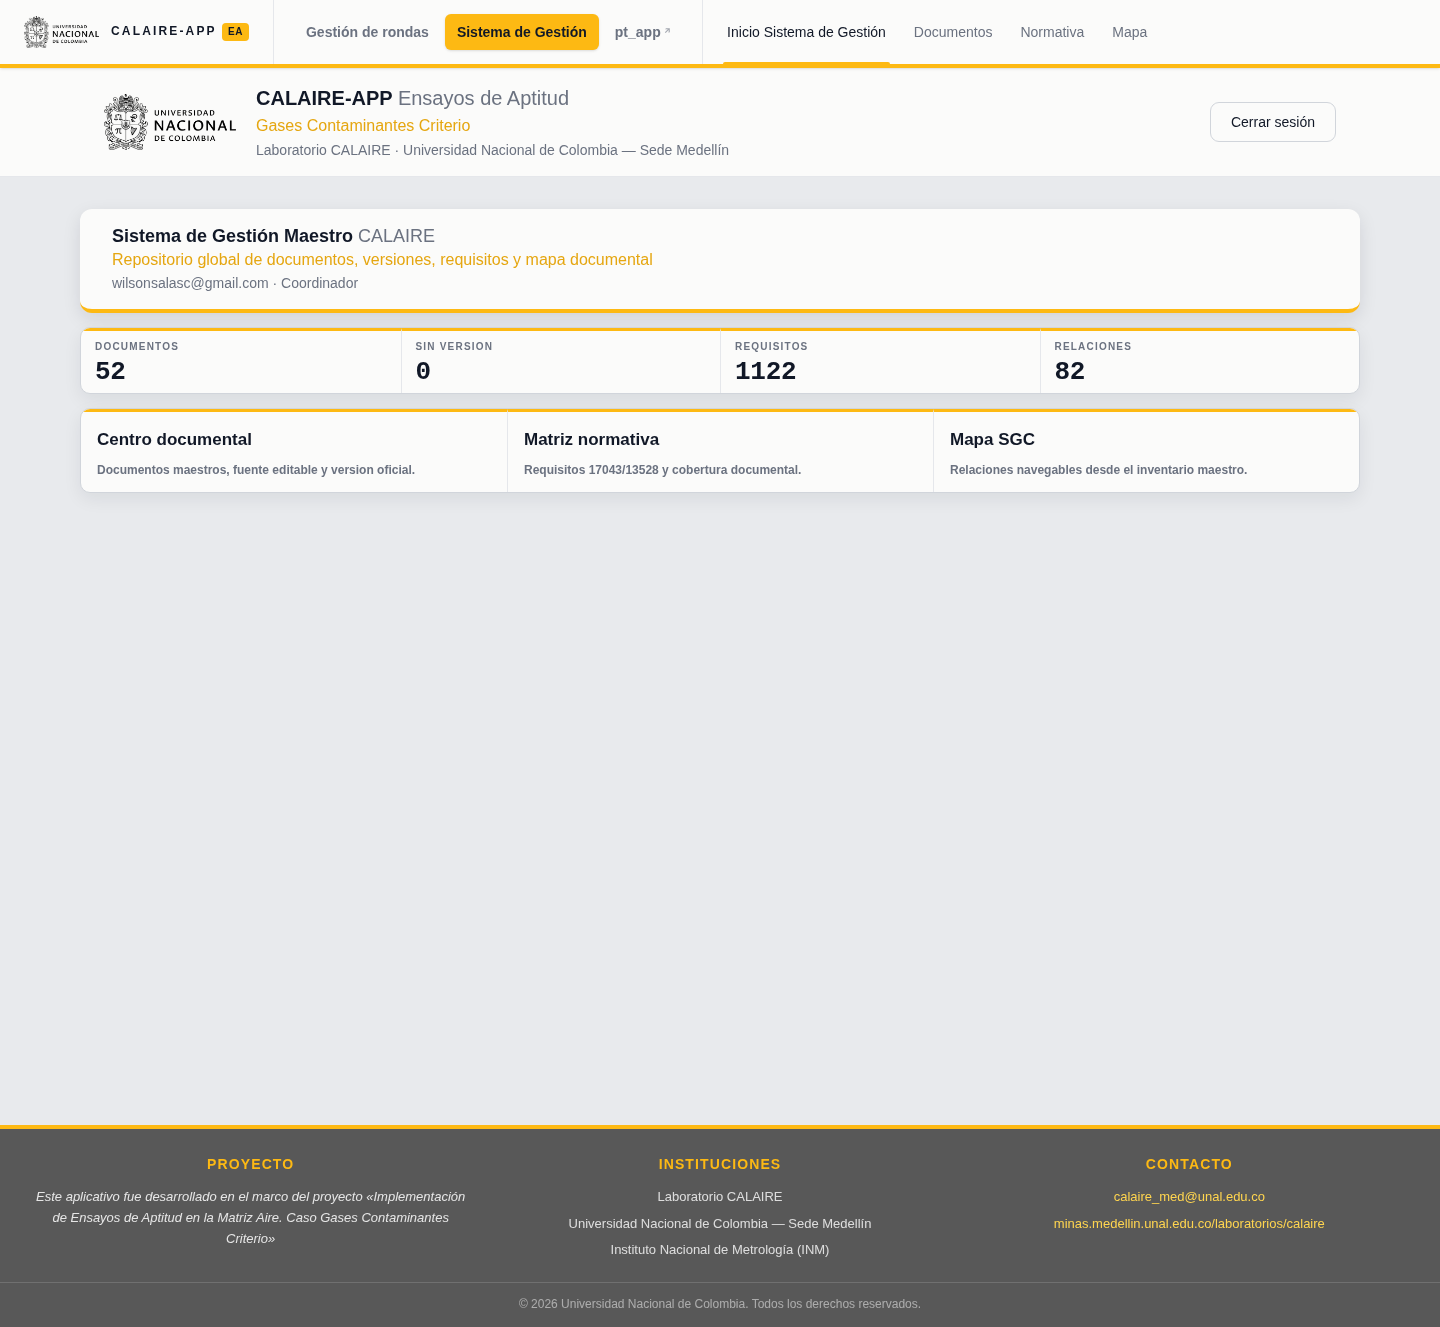 UNIVERSIDAD
NACIONAL
DE COLOMBIA
CALAIRE-APP EA
Gestión de rondas
Sistema de Gestión
pt_app
Inicio Sistema de Gestión
Documentos
Normativa
Mapa
UNIVERSIDAD
NACIONAL
DE COLOMBIA
CALAIRE-APP Ensayos de Aptitud
Gases Contaminantes Criterio
Laboratorio CALAIRE · Universidad Nacional de Colombia — Sede Medellín
Cerrar sesión
Sistema de Gestión Maestro CALAIRE
Repositorio global de documentos, versiones, requisitos y mapa documental
wilsonsalasc@gmail.com · Coordinador
DOCUMENTOS
52
SIN VERSION
0
REQUISITOS
1122
RELACIONES
82
Centro documental
Documentos maestros, fuente editable y version oficial.
Matriz normativa
Requisitos 17043/13528 y cobertura documental.
Mapa SGC
Relaciones navegables desde el inventario maestro.
PROYECTO
Este aplicativo fue desarrollado en el marco del proyecto «Implementación
de Ensayos de Aptitud en la Matriz Aire. Caso Gases Contaminantes
Criterio»
INSTITUCIONES
Laboratorio CALAIRE
Universidad Nacional de Colombia — Sede Medellín
Instituto Nacional de Metrología (INM)
CONTACTO
calaire_med@unal.edu.co
minas.medellin.unal.edu.co/laboratorios/calaire
© 2026 Universidad Nacional de Colombia. Todos los derechos reservados.